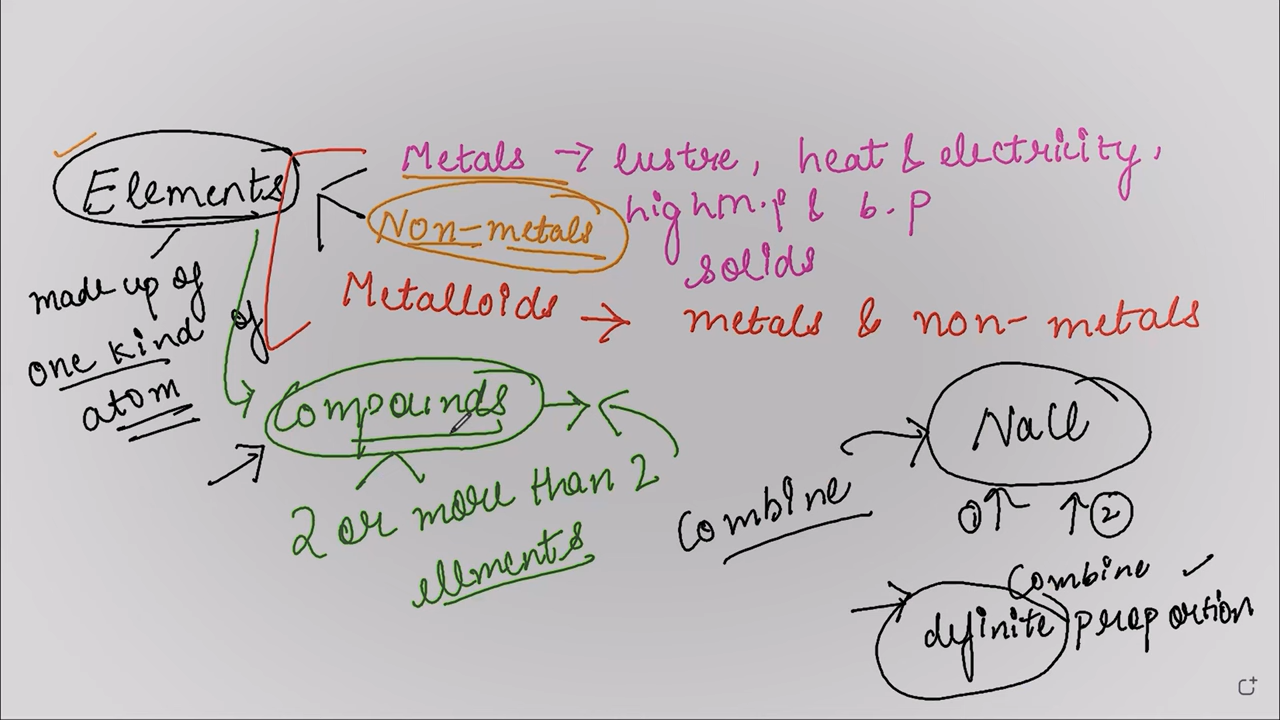 Elements
made up of
one kind of
atom
Metals → lustre, heat & electricity,
high m.p & b.p
solids
Non-metals
Metalloids → metals & non-metals
Compounds →
2 or more than 2
elements
Combine
NaCl
① ②
Combine ✓
definite proportion